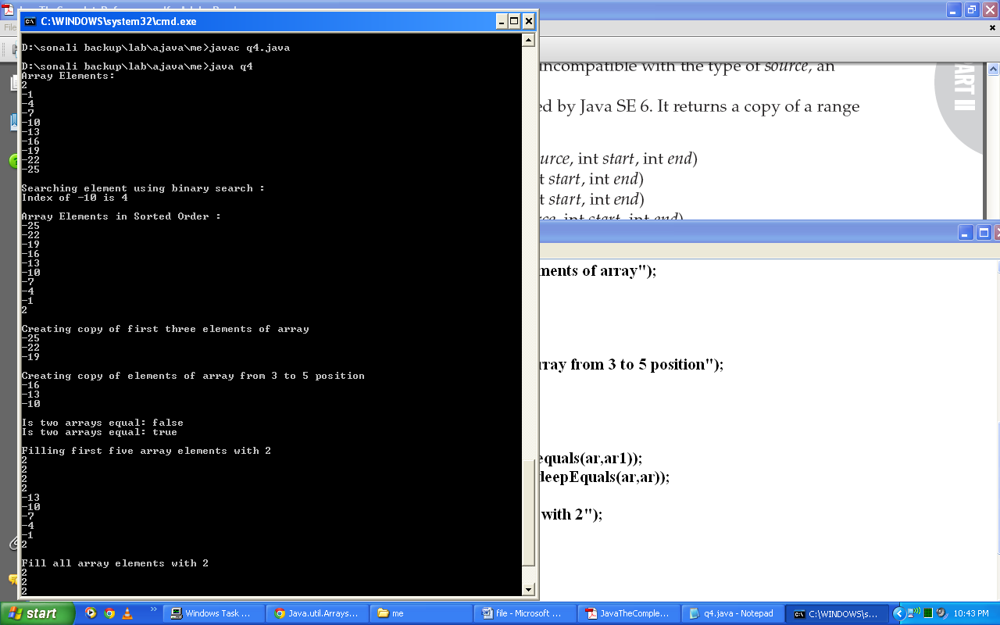 C:\WINDOWS\system32\cmd.exe
D:\sonali backup\lab\ajava\me>javac q4.java
D:\sonali backup\lab\ajava\me>java q4
Array Elements:
2
-1
-4
-7
-10
-13
-16
-19
-22
-25
Searching element using binary search :
Index of -10 is 4
Array Elements in Sorted Order :
-25
-22
-19
-16
-13
-10
-7
-4
-1
2
Creating copy of first three elements of array
-25
-22
-19
Creating copy of elements of array from 3 to 5 position
-16
-13
-10
Is two arrays equal: false
Is two arrays equal: true
Filling first five array elements with 2
2
2
2
2
-13
-10
-7
-4
-1
2
Fill all array elements with 2
2
2
2
File
incompatible with the type of source, an
ed by Java SE 6. It returns a copy of a range
urce, int start, int end)
t start, int end)
t start, int end)
rce, int start, int end)
PART II
ments of array");
rray from 3 to 5 position");
equals(ar,ar1));
deepEquals(ar,ar));
with 2");
start
»
Windows Task ...
Java.util.Arrays...
me
file - Microsoft ...
JavaTheComple...
q4.java - Notepad
C:\WINDOWS\s...
10:43 PM